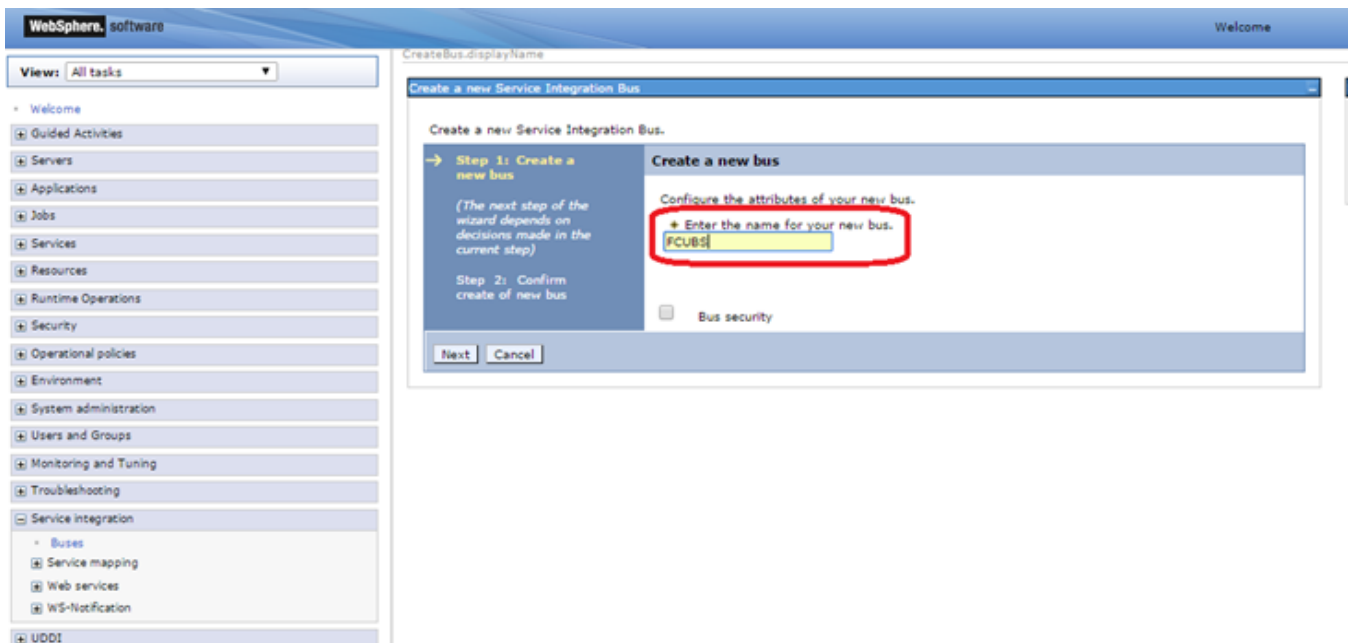 WebSphere. software
Welcome
View: All tasks
Welcome
Guided Activities
Servers
Applications
Jobs
Services
Resources
Runtime Operations
Security
Operational policies
Environment
System administration
Users and Groups
Monitoring and Tuning
Troubleshooting
Service integration
Buses
Service mapping
Web services
WS-Notification
UDDI
CreateBus.displayName
Create a new Service Integration Bus
Create a new Service Integration Bus.
Step 1: Create a
new bus
(The next step of the
wizard depends on
decisions made in the
current step)
Step 2: Confirm
create of new bus
Create a new bus
Configure the attributes of your new bus.
Enter the name for your new bus.
FCUBS
Bus security
Next
Cancel